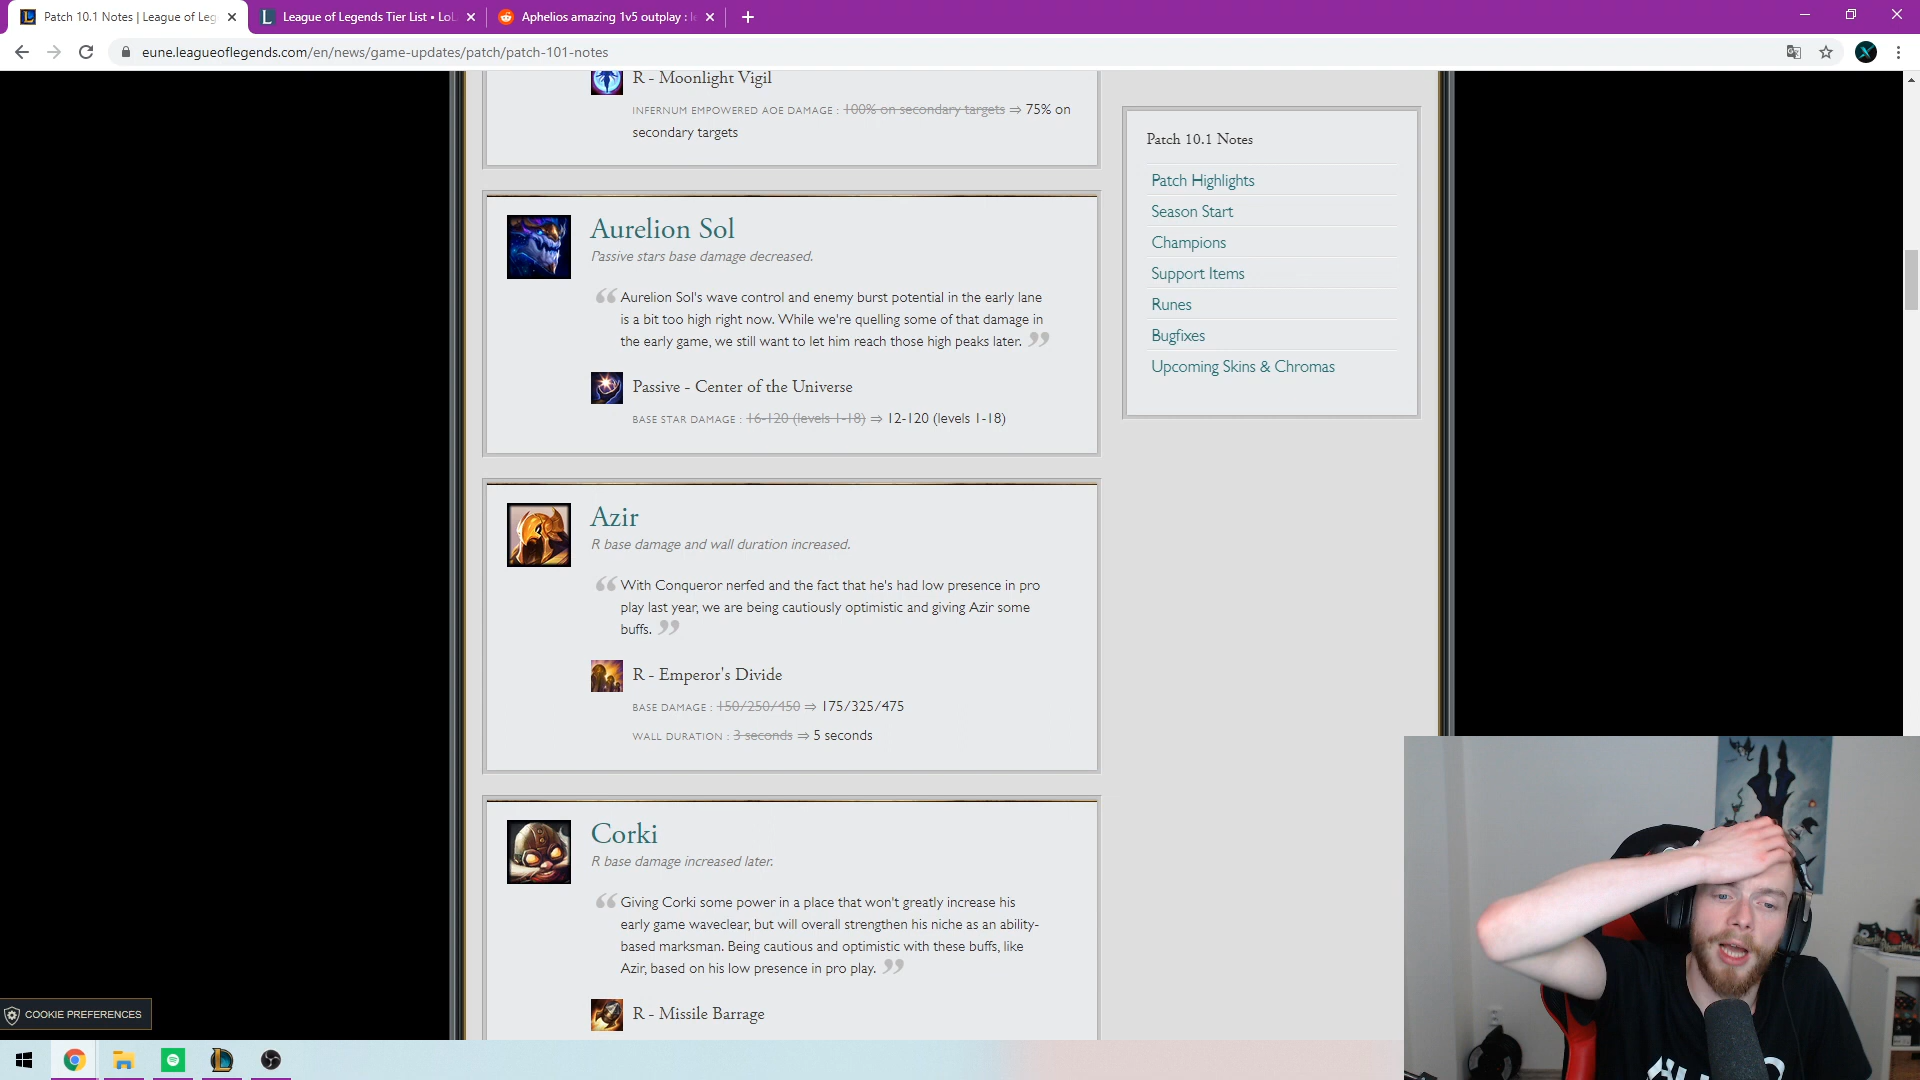 Patch 10.1 Notes | League of Leg
League of Legends Tier List • LoL
Aphelios amazing 1v5 outplay : le
eune.leagueoflegends.com/en/news/game-updates/patch/patch-101-notes
R - Moonlight Vigil
INFERNUM EMPOWERED AOE DAMAGE : 100% on secondary targets ⇒ 75% on
secondary targets
Aurelion Sol
Passive stars base damage decreased.
“ Aurelion Sol's wave control and enemy burst potential in the early lane
is a bit too high right now. While we're quelling some of that damage in
the early game, we still want to let him reach those high peaks later. ”
Passive - Center of the Universe
BASE STAR DAMAGE : 16-120 (levels 1-18) ⇒ 12-120 (levels 1-18)
Azir
R base damage and wall duration increased.
“ With Conqueror nerfed and the fact that he's had low presence in pro
play last year, we are being cautiously optimistic and giving Azir some
buffs. ”
R - Emperor's Divide
BASE DAMAGE : 150/250/450 ⇒ 175/325/475
WALL DURATION : 3 seconds ⇒ 5 seconds
Corki
R base damage increased later.
“ Giving Corki some power in a place that won't greatly increase his
early game waveclear, but will overall strengthen his niche as an ability-
based marksman. Being cautious and optimistic with these buffs, like
Azir, based on his low presence in pro play. ”
R - Missile Barrage
Patch 10.1 Notes
Patch Highlights
Season Start
Champions
Support Items
Runes
Bugfixes
Upcoming Skins & Chromas
COOKIE PREFERENCES